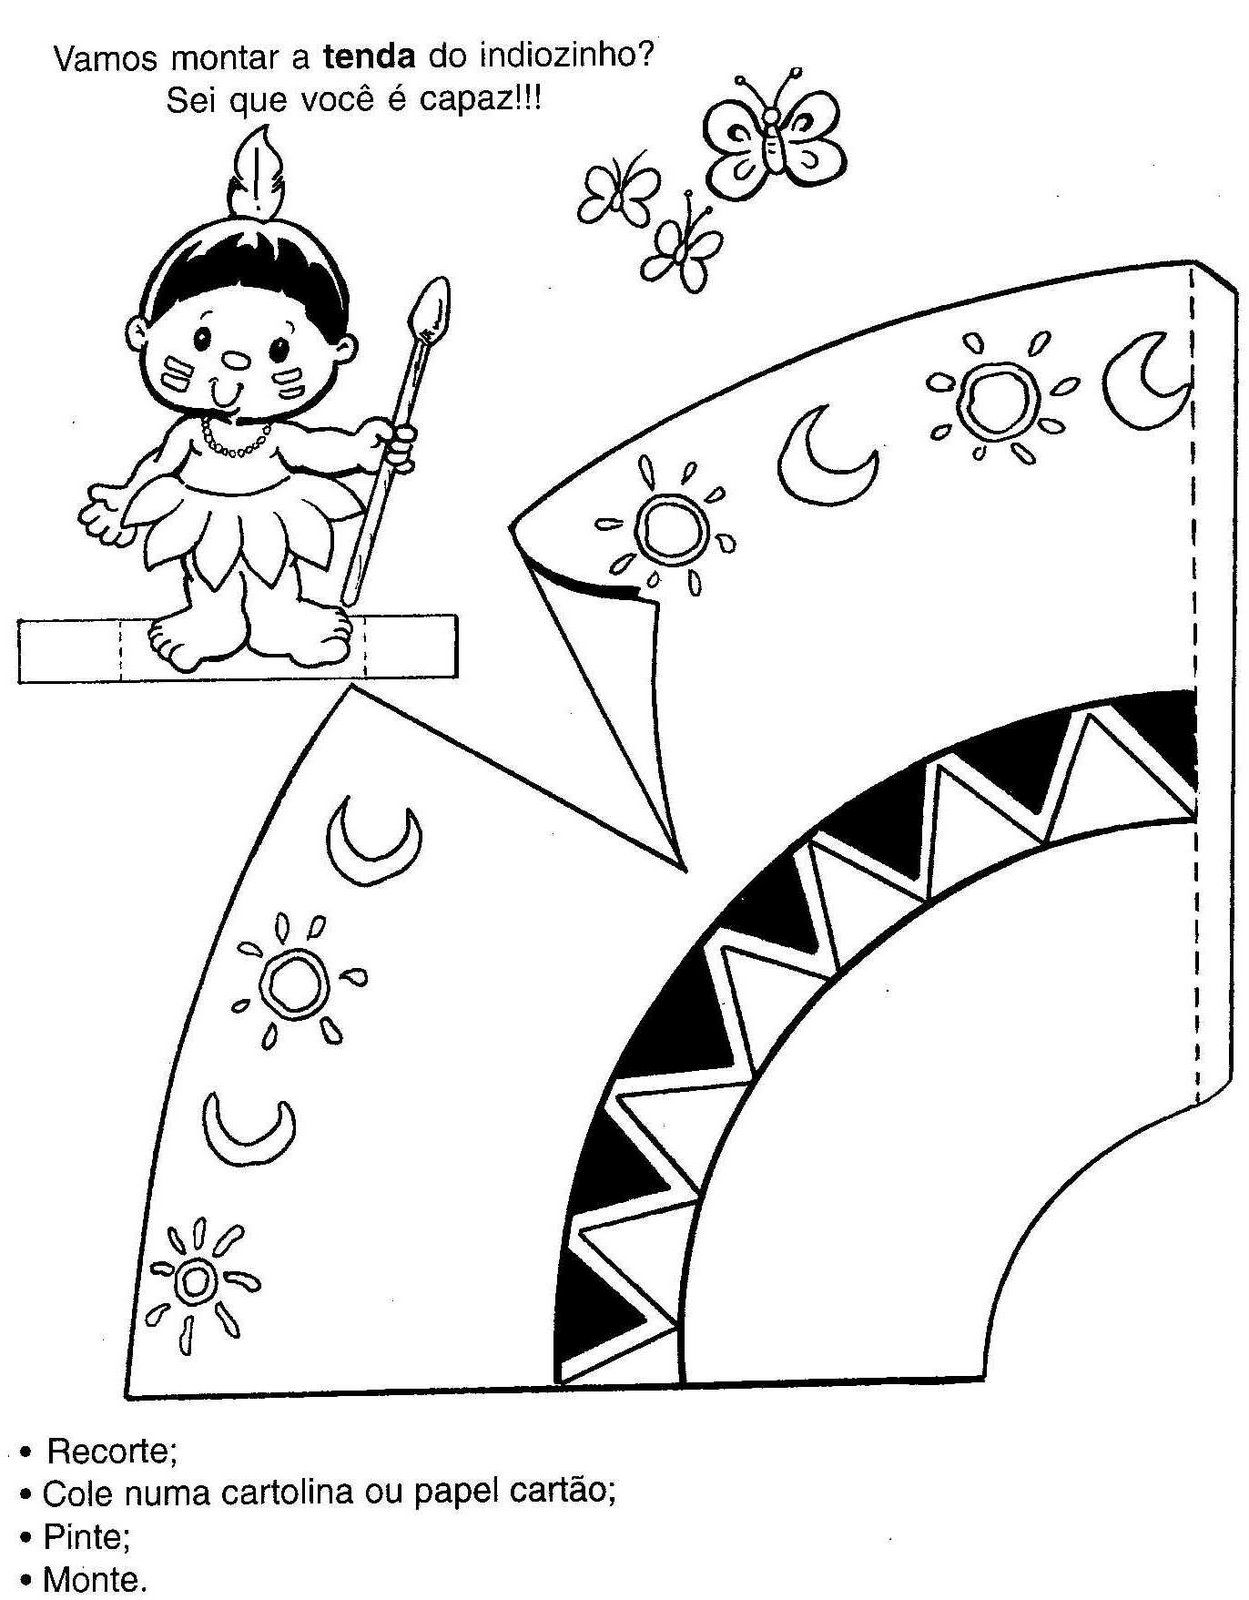 Vamos montar a tenda do indiozinho?
Sei que você é capaz!!!
• Recorte;
• Cole numa cartolina ou papel cartão;
• Pinte;
• Monte.